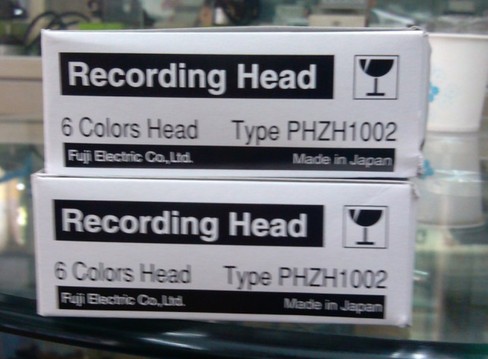 Recording Head
6 Colors Head Type PHZH1002
Fuji Electric Co.,Ltd. Made in Japan
Recording Head
6 Colors Head Type PHZH1002
Fuji Electric Co.,Ltd. Made in Japan